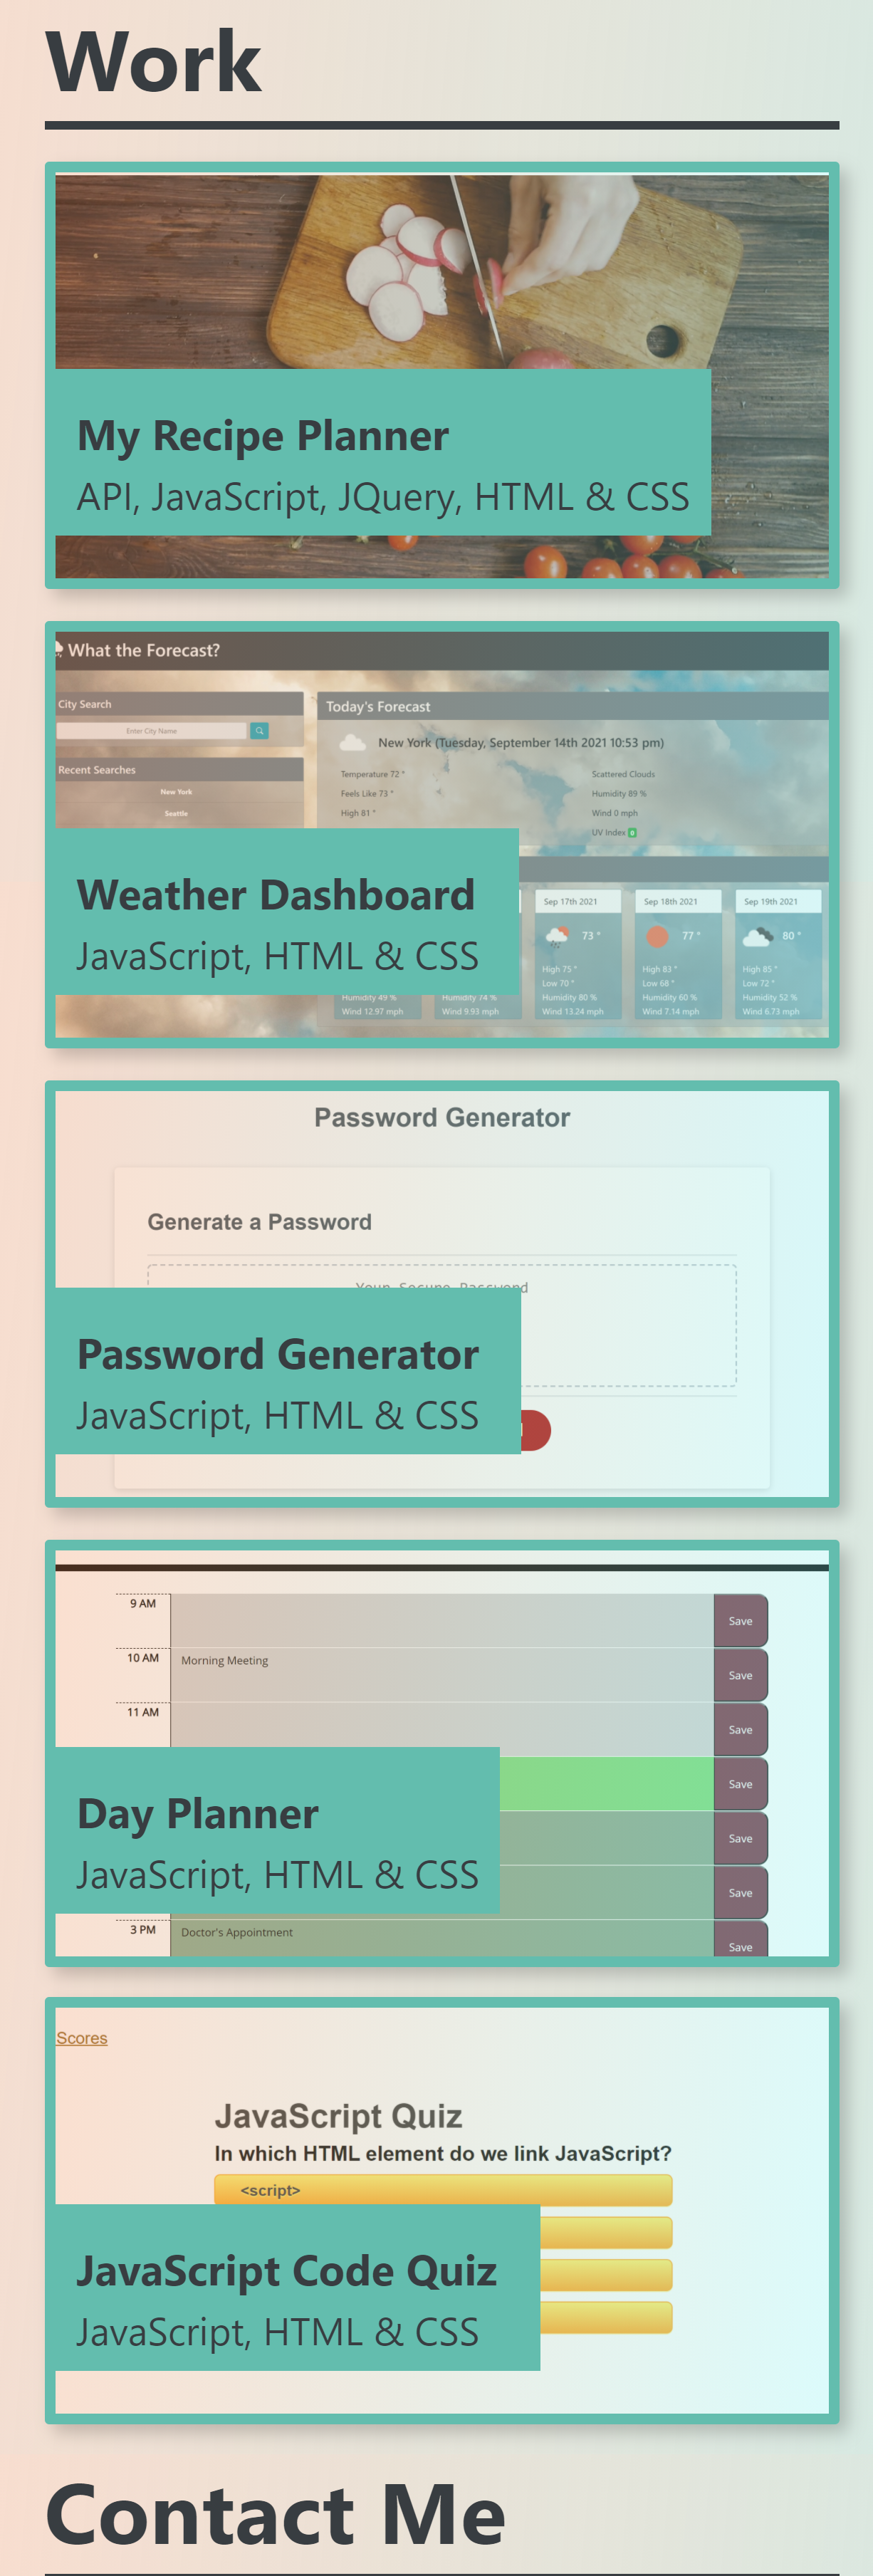 Work
My Recipe Planner
API, JavaScript, JQuery, HTML & CSS
What the Forecast?
City Search
Enter City Name
Recent Searches
New York
Seattle
Today's Forecast
New York (Tuesday, September 14th 2021 10:53 pm)
Temperature 72 °
Scattered Clouds
Feels Like 73 °
Humidity 89 %
High 81 °
Wind 0 mph
UV Index 0
Weather Dashboard
JavaScript, HTML & CSS
Sep 17th 2021
Sep 18th 2021
Sep 19th 2021
73 °
77 °
80 °
High 75 °
High 83 °
High 85 °
Low 70 °
Low 68 °
Low 72 °
Humidity 49 %
Humidity 74 %
Humidity 80 %
Humidity 60 %
Humidity 52 %
Wind 12.97 mph
Wind 9.93 mph
Wind 13.24 mph
Wind 7.14 mph
Wind 6.73 mph
Password Generator
Generate a Password
Your Secure Password
Password Generator
JavaScript, HTML & CSS
9 AM
Save
10 AM
Morning Meeting
Save
11 AM
Save
Save
Day Planner
Save
JavaScript, HTML & CSS
Save
3 PM
Doctor's Appointment
Save
Scores
JavaScript Quiz
In which HTML element do we link JavaScript?
<script>
JavaScript Code Quiz
JavaScript, HTML & CSS
Contact Me